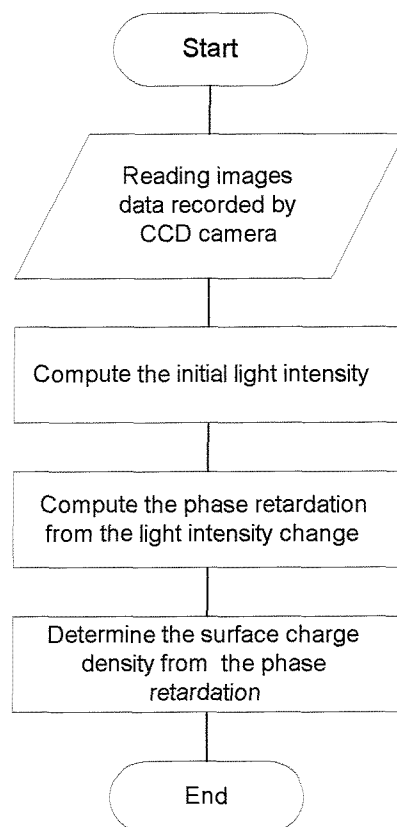 Start
Reading images
data recorded by
CCD camera
Compute the initial light intensity
Compute the phase retardation
from the light intensity change
Determine the surface charge
density from the phase
retardation
End